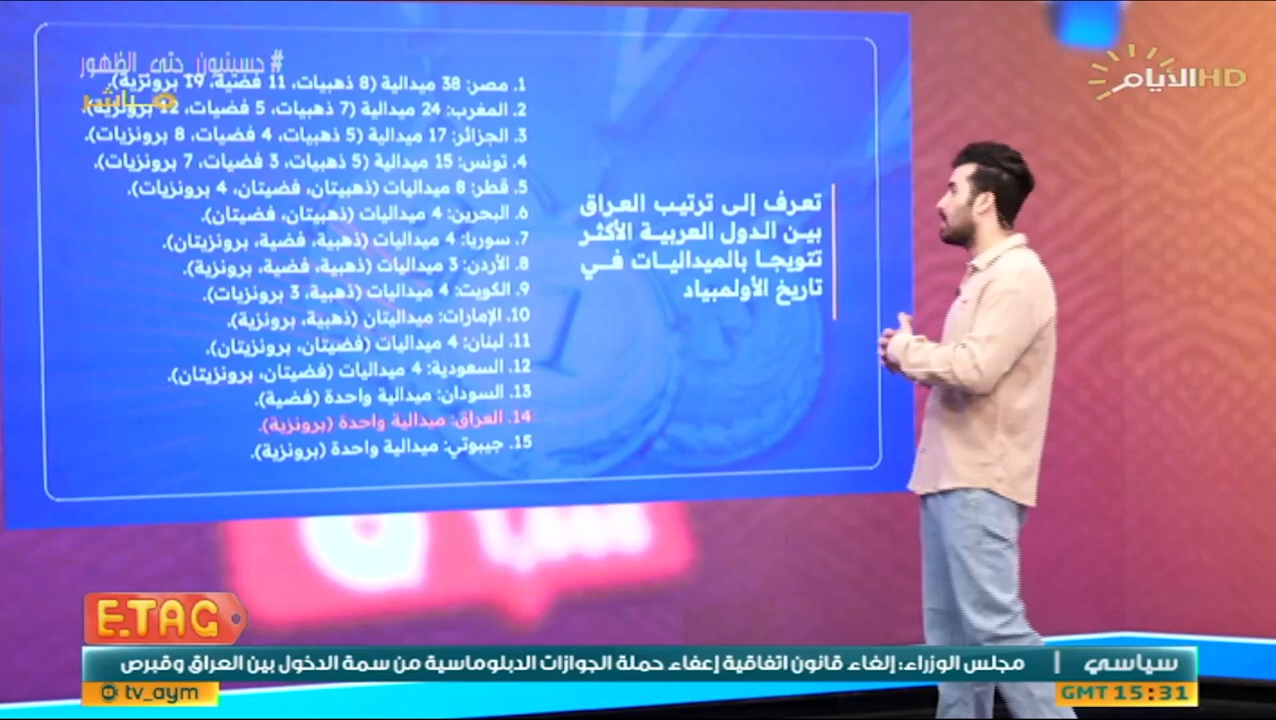 #حسينيون_حتى_الظهور
مباشر
الأيام HD
تعرف إلى ترتيب العراق
بين الدول العربية الأكثر
تتويجا بالميداليات في
تاريخ الأولمبياد
1. مصر: 38 ميدالية (8 ذهبيات، 11 فضية، 19 برونزية).
2. المغرب: 24 ميدالية (7 ذهبيات، 5 فضيات، 12 برونزية).
3. الجزائر: 17 ميدالية (5 ذهبيات، 4 فضيات، 8 برونزيات).
4. تونس: 15 ميدالية (5 ذهبيات، 3 فضيات، 7 برونزيات).
5. قطر: 8 ميداليات (ذهبيتان، فضيتان، 4 برونزيات).
6. البحرين: 4 ميداليات (ذهبيتان، فضيتان).
7. سوريا: 4 ميداليات (ذهبية، فضية، برونزيتان).
8. الأردن: 3 ميداليات (ذهبية، فضية، برونزية).
9. الكويت: 4 ميداليات (ذهبية، 3 برونزيات).
10. الإمارات: ميداليتان (ذهبية، برونزية).
11. لبنان: 4 ميداليات (فضيتان، برونزيتان).
12. السعودية: 4 ميداليات (فضيتان، برونزيتان).
13. السودان: ميدالية واحدة (فضية).
14. العراق: ميدالية واحدة (برونزية).
15. جيبوتي: ميدالية واحدة (برونزية).
E.TAG
سياسي | مجلس الوزراء: إلغاء قانون اتفاقية إعفاء حملة الجوازات الدبلوماسية من سمة الدخول بين العراق وقبرص
tv_aym
GMT 15:31